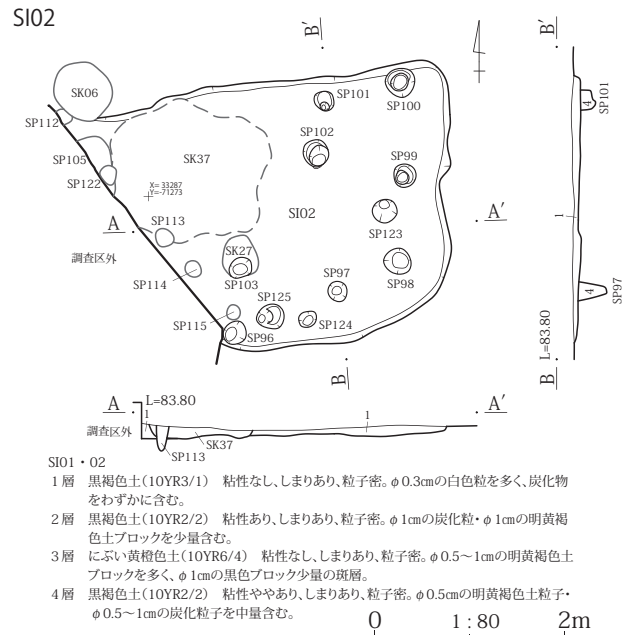 SI02
B′
B′
SK06
SP101
SP100
SP101
4
SP112
SP102
SP105
SK37
SP99
SP122
X= 33287
Y=-71273
SI02
A
A′
1
SP113
SP123
調査区外
SK27
SP103
SP98
SP114
SP97
4
SP97
SP125
SP115
SP124
SP96
L=83.80
B
B
A
L=83.80
A′
1
1
調査区外
SK37
SP113
SI01・02
1層 黒褐色土(10YR3/1) 粘性なし、しまりあり、粒子密。φ0.3㎝の白色粒を多く、炭化物
をわずかに含む。
2層 黒褐色土(10YR2/2) 粘性あり、しまりあり、粒子密。φ1㎝の炭化粒・φ1㎝の明黄褐
色土ブロックを少量含む。
3層 にぶい黄橙色土(10YR6/4) 粘性なし、しまりあり、粒子密。φ0.5～1㎝の明黄褐色土
ブロックを多く、φ1㎝の黒色ブロック少量の斑層。
4層 黒褐色土(10YR2/2) 粘性ややあり、しまりあり、粒子密。φ0.5㎝の明黄褐色土粒子・
φ0.5～1㎝の炭化粒子を中量含む。
0 1:80 2m